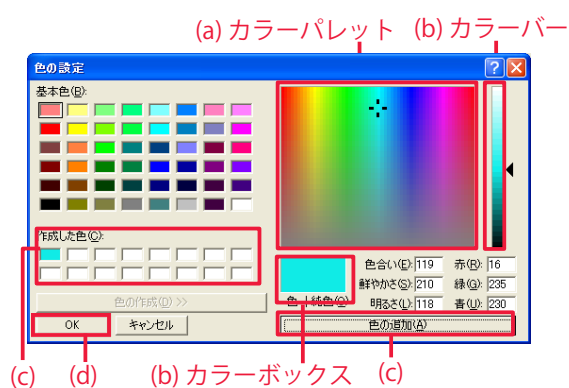 (a) カラーパレット
(b) カラーバー
色の設定
基本色(B):
作成した色(C):
色の作成(D) >>
OK
キャンセル
色合い(E): 119
赤(R): 16
鮮やかさ(S): 210
緑(G): 235
色 | 純色(O)
明るさ(L): 118
青(U): 230
色の追加(A)
(c)
(d)
(b) カラーボックス
(c)